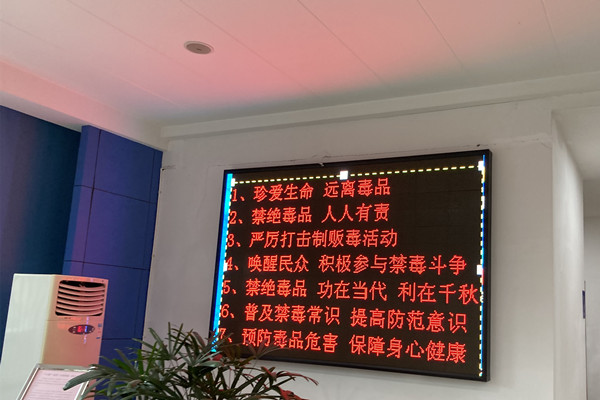 1、珍爱生命 远离毒品
2、禁绝毒品 人人有责
3、严厉打击制贩毒活动
4、唤醒民众 积极参与禁毒斗争
5、禁绝毒品 功在当代 利在千秋
6、普及禁毒常识 提高防范意识
7、预防毒品危害 保障身心健康